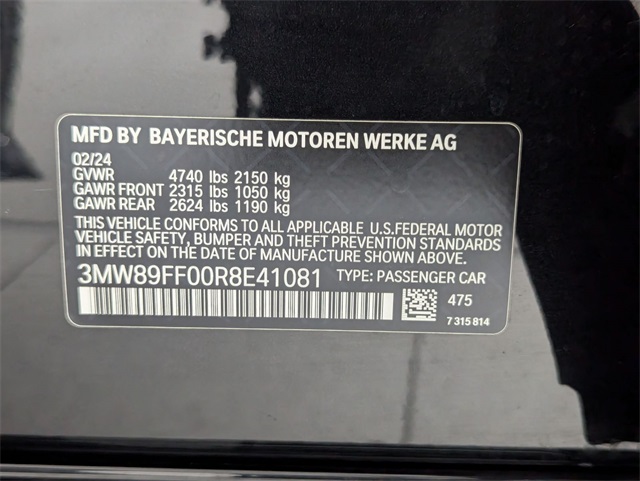 MFD BY BAYERISCHE MOTOREN WERKE AG
02/24
GVWR 4740 lbs 2150 kg
GAWR FRONT 2315 lbs 1050 kg
GAWR REAR 2624 lbs 1190 kg
THIS VEHICLE CONFORMS TO ALL APPLICABLE U.S.FEDERAL MOTOR
VEHICLE SAFETY, BUMPER AND THEFT PREVENTION STANDARDS
IN EFFECT ON THE DATE OF MANUFACTURE SHOWN ABOVE.
3MW89FF00R8E41081 TYPE: PASSENGER CAR
475
7 315 814